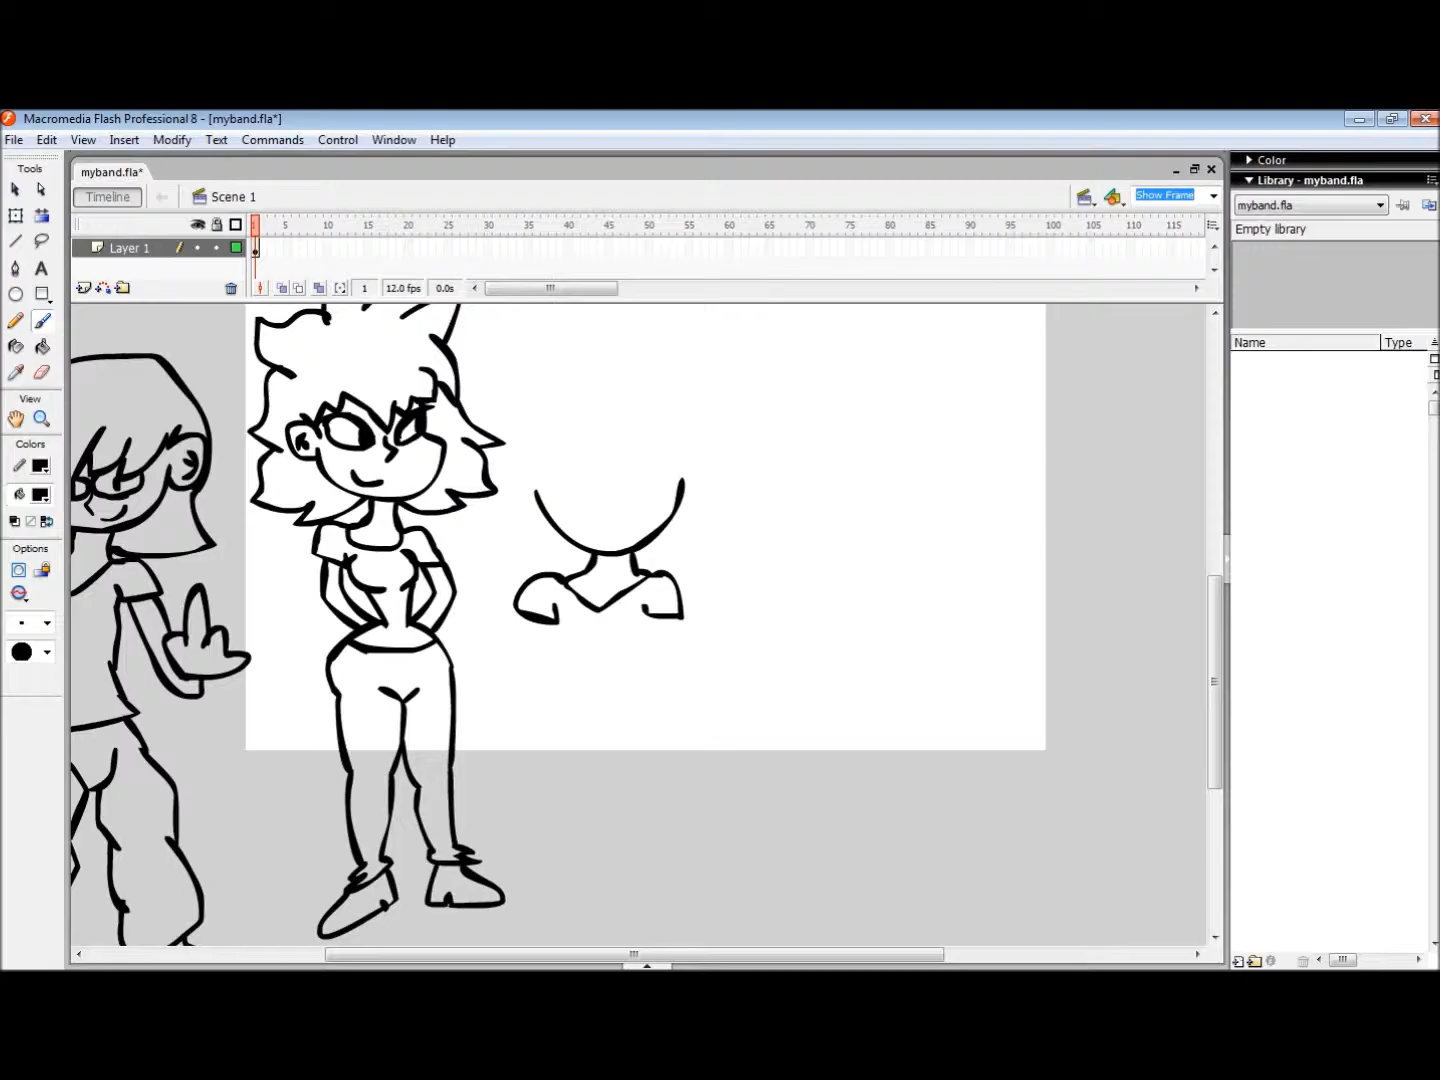 Macromedia Flash Professional 8 - [myband.fla*]
File Edit View Insert Modify Text Commands Control Window Help
Tools
myband.fla*
Timeline
Scene 1
Show Frame
5 10 15 20 25 30 35 40 45 50 55 60 65 70 75 80 85 90 95 100 105 110 115
Layer 1
1 12.0 fps 0.0s
View
Colors
Options
Color
Library - myband.fla
myband.fla
Empty library
Name Type